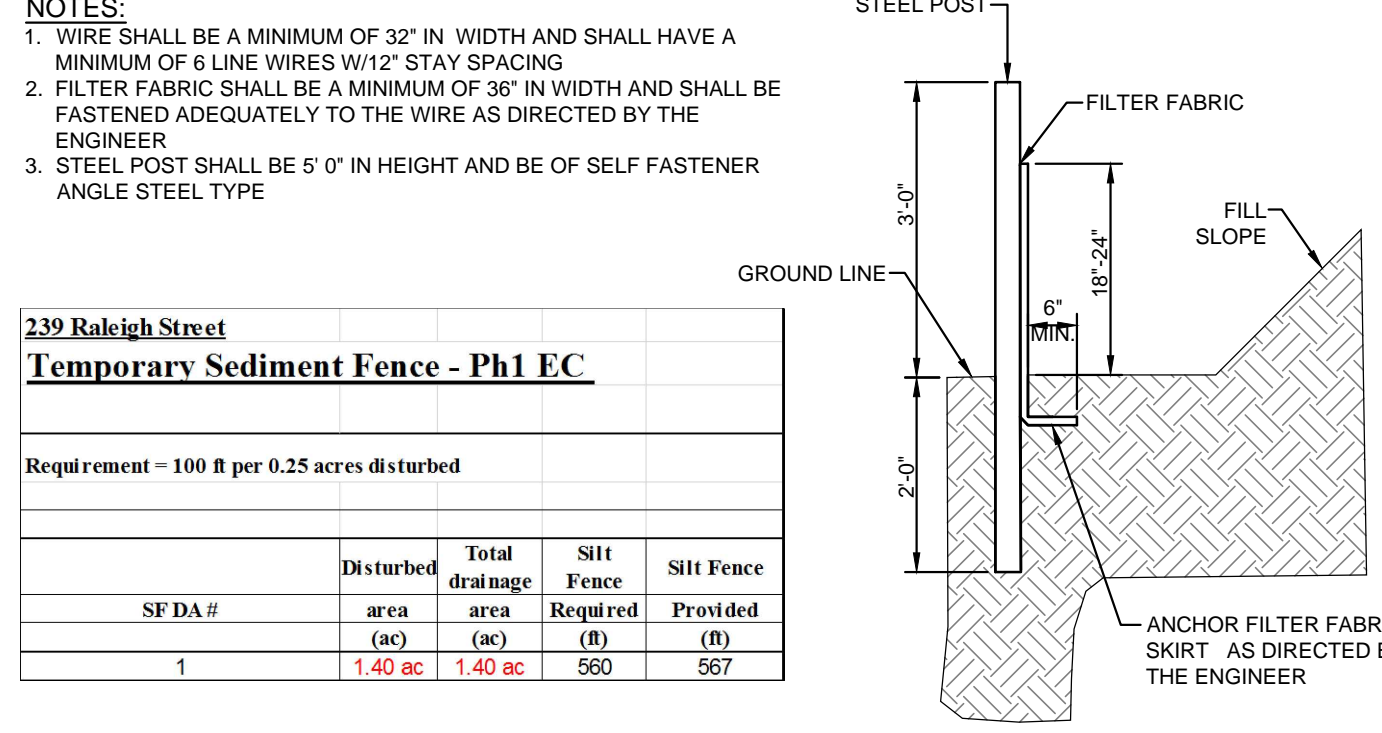 NOTES:
1. WIRE SHALL BE A MINIMUM OF 32" IN WIDTH AND SHALL HAVE A
MINIMUM OF 6 LINE WIRES W/12" STAY SPACING
2. FILTER FABRIC SHALL BE A MINIMUM OF 36" IN WIDTH AND SHALL BE
FASTENED ADEQUATELY TO THE WIRE AS DIRECTED BY THE
ENGINEER
3. STEEL POST SHALL BE 5' 0" IN HEIGHT AND BE OF SELF FASTENER
ANGLE STEEL TYPE
239 Raleigh Street
Temporary Sediment Fence - Ph1 EC
Requirement = 100 ft per 0.25 acres disturbed
Disturbed Total drainage Silt Fence Silt Fence
SF DA # area area Required Provided
(ac) (ac) (ft) (ft)
1 1.40 ac 1.40 ac 560 567
STEEL POST
FILTER FABRIC
3'-0"
FILL
SLOPE
18"-24"
GROUND LINE
6"
MIN.
2'-0"
ANCHOR FILTER FABR
SKIRT AS DIRECTED
THE ENGINEER